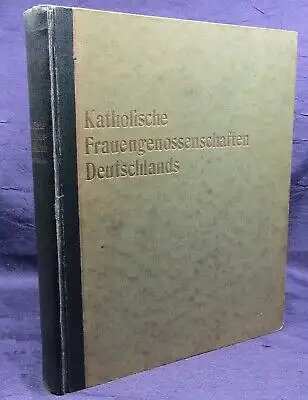 Katholische
Frauengenossenschaften
Deutschlands